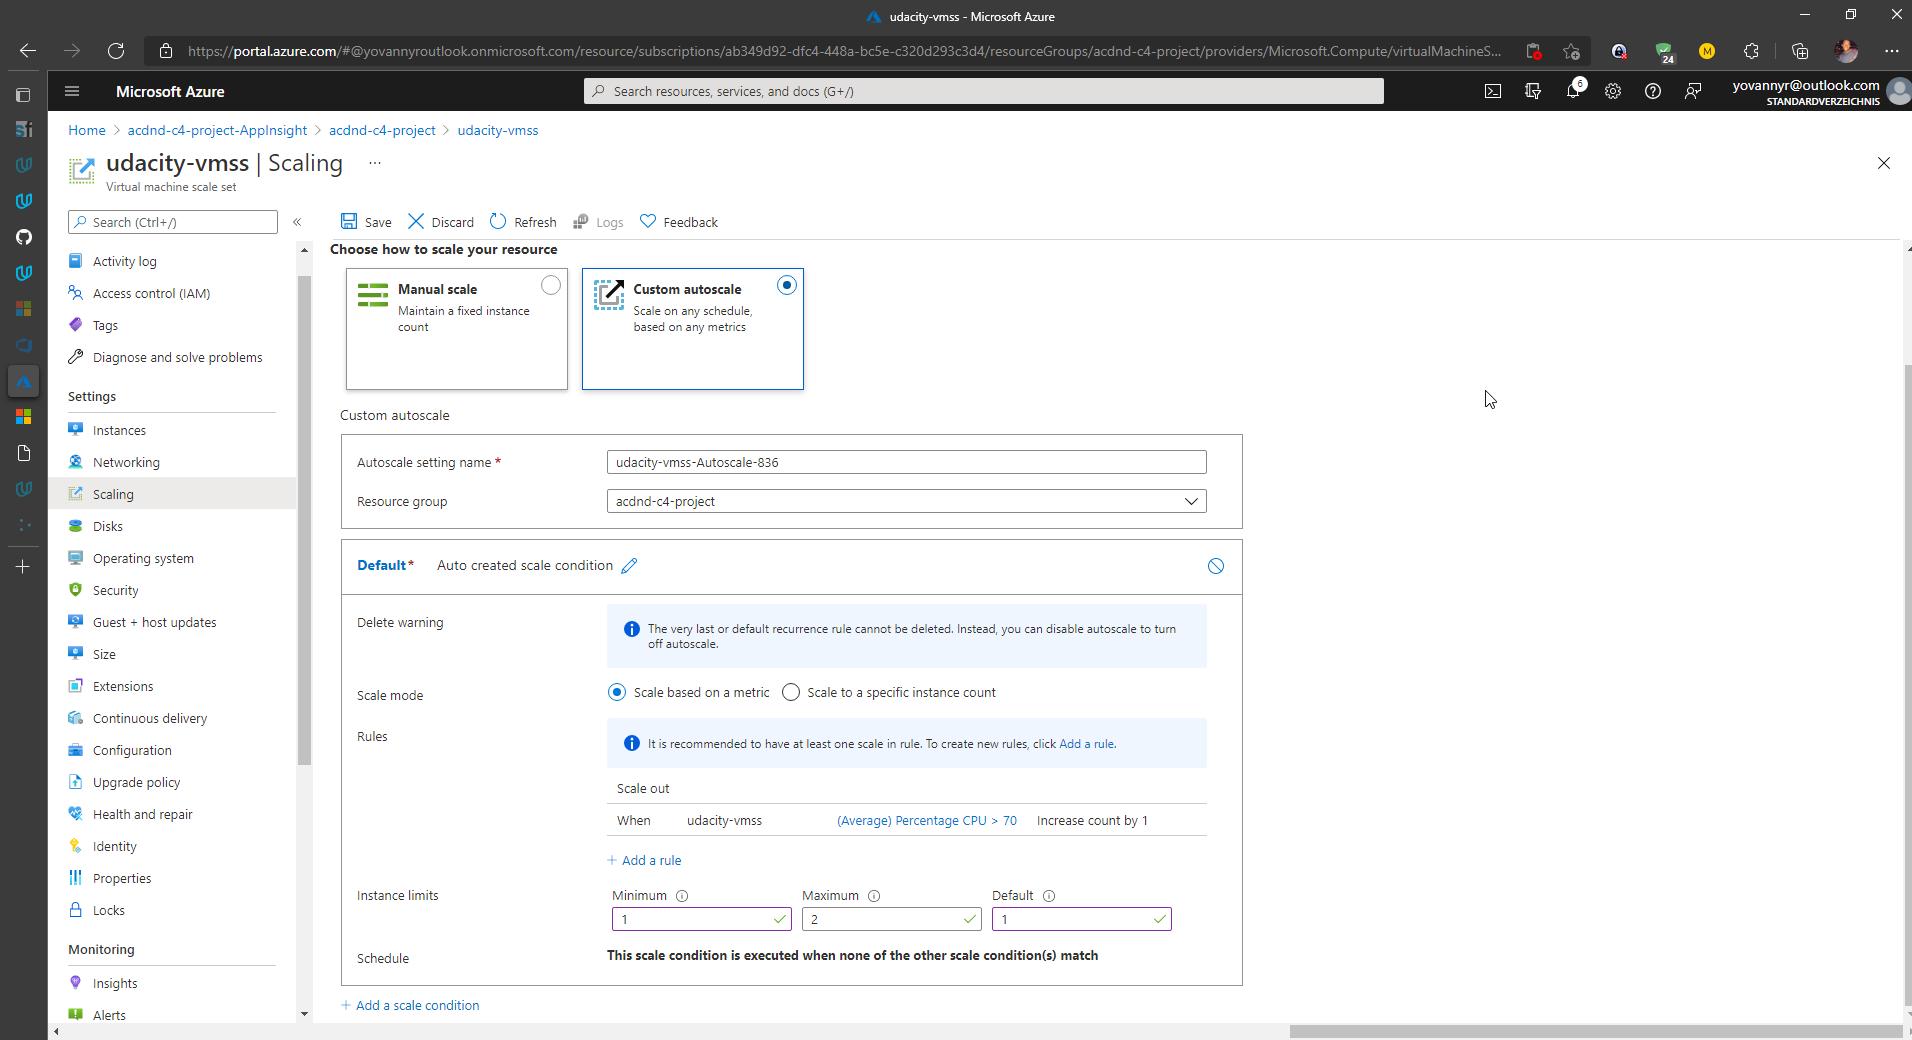 udacity-vmss - Microsoft Azure
https://portal.azure.com/#@yovannyroutlook.onmicrosoft.com/resource/subscriptions/ab349d92-dfc4-448a-bc5e-c320d293c3d4/resourceGroups/acdnd-c4-project/providers/Microsoft.Compute/virtualMachineS...
24
M
Microsoft Azure
Search resources, services, and docs (G+/)
6
yovannyr@outlook.com
STANDARDVERZEICHNIS
Home > acdnd-c4-project-AppInsight > acdnd-c4-project > udacity-vmss
udacity-vmss | Scaling ...
Virtual machine scale set
Search (Ctrl+/)
«
Activity log
Access control (IAM)
Tags
Diagnose and solve problems
Settings
Instances
Networking
Scaling
Disks
Operating system
Security
Guest + host updates
Size
Extensions
Continuous delivery
Configuration
Upgrade policy
Health and repair
Identity
Properties
Locks
Monitoring
Insights
Alerts
Save Discard Refresh Logs Feedback
Choose how to scale your resource
Manual scale
Maintain a fixed instance
count
Custom autoscale
Scale on any schedule,
based on any metrics
Custom autoscale
Autoscale setting name * udacity-vmss-Autoscale-836
Resource group acdnd-c4-project
Default* Auto created scale condition
Delete warning
The very last or default recurrence rule cannot be deleted. Instead, you can disable autoscale to turn
off autoscale.
Scale mode Scale based on a metric Scale to a specific instance count
Rules
It is recommended to have at least one scale in rule. To create new rules, click Add a rule.
Scale out
When udacity-vmss (Average) Percentage CPU > 70 Increase count by 1
+ Add a rule
Instance limits Minimum Maximum Default
1 2 1
Schedule This scale condition is executed when none of the other scale condition(s) match
+ Add a scale condition